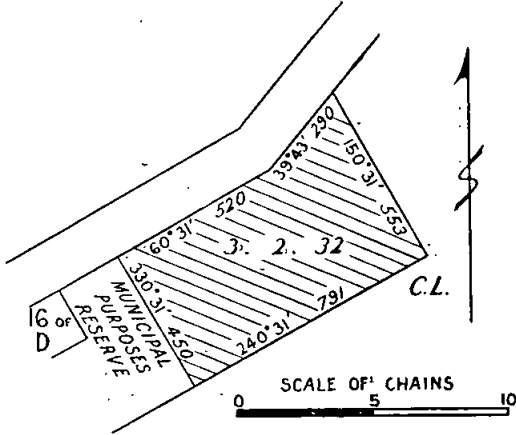 39°43' 290
150°31' 553
60°31' 520
3. 2. 32
330°31' 450
240°31' 791
C.L.
16 OF
D
MUNICIPAL
PURPOSES
RESERVE
SCALE OF CHAINS
0 5 10